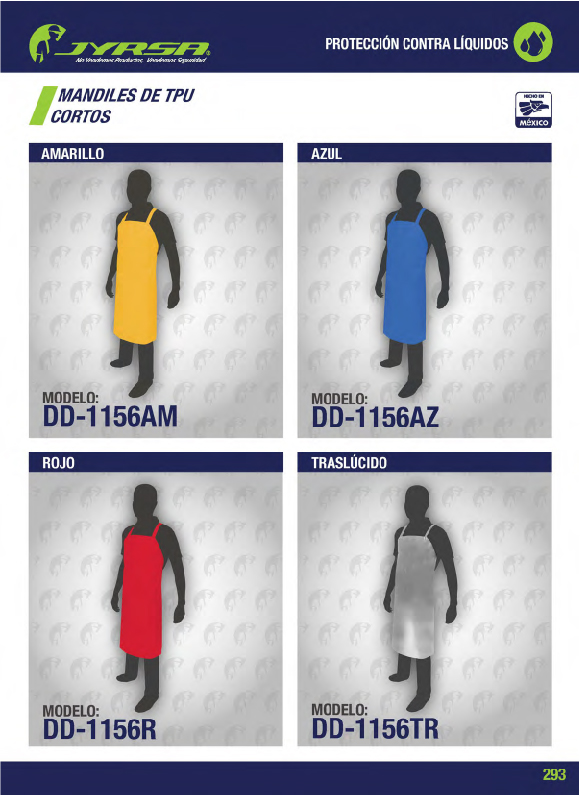 JYRSA®
No Vendemos Productos, Vendemos Seguridad
PROTECCIÓN CONTRA LÍQUIDOS
MANDILES DE TPU
CORTOS
HECHO EN
MÉXICO
AMARILLO
MODELO:
DD-1156AM
AZUL
MODELO:
DD-1156AZ
ROJO
MODELO:
DD-1156R
TRASLÚCIDO
MODELO:
DD-1156TR
293